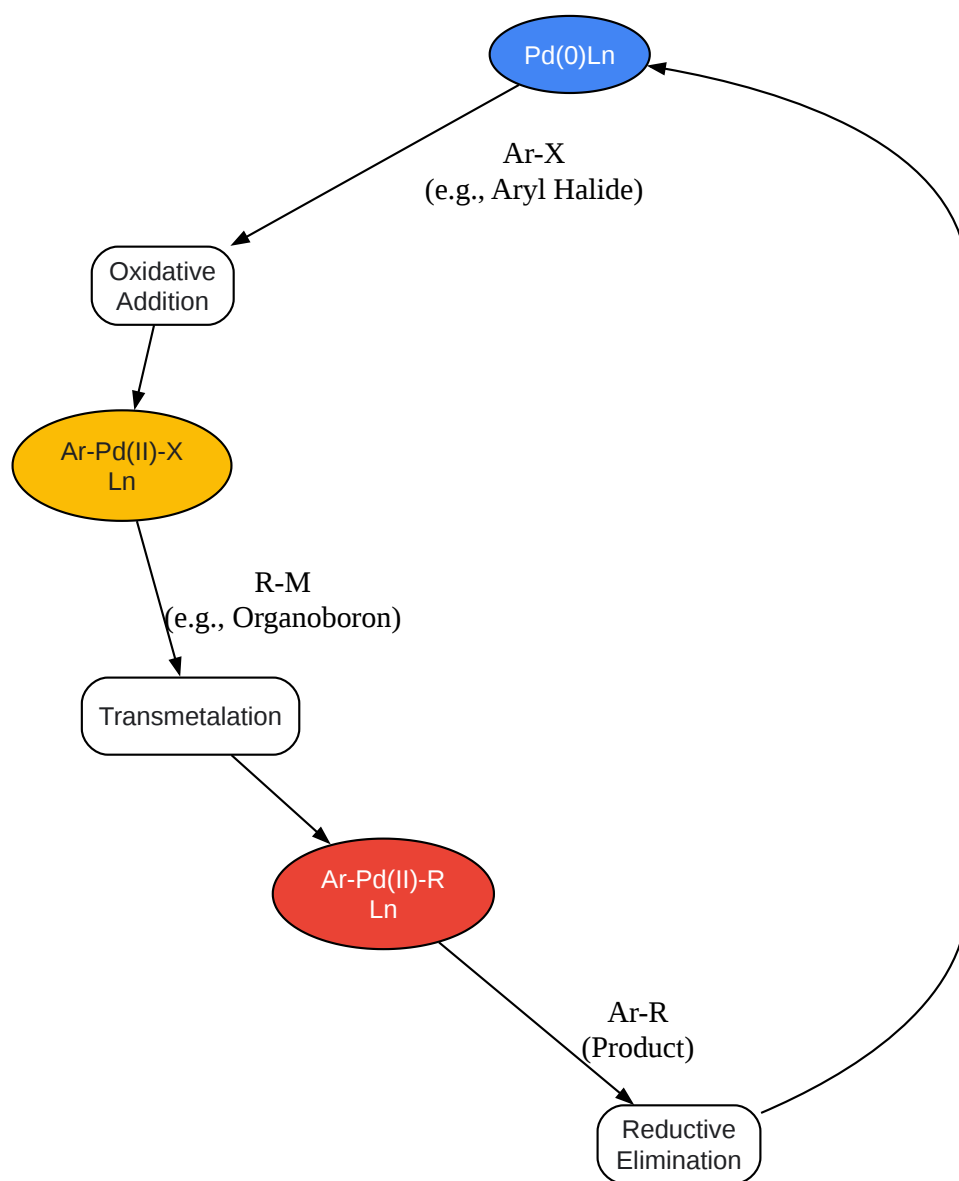 Pd(0)Ln
Ar-X
(e.g., Aryl Halide)
Oxidative
Addition
Ar-Pd(II)-X
Ln
R-M
(e.g., Organoboron)
Transmetalation
Ar-Pd(II)-R
Ln
Ar-R
(Product)
Reductive
Elimination